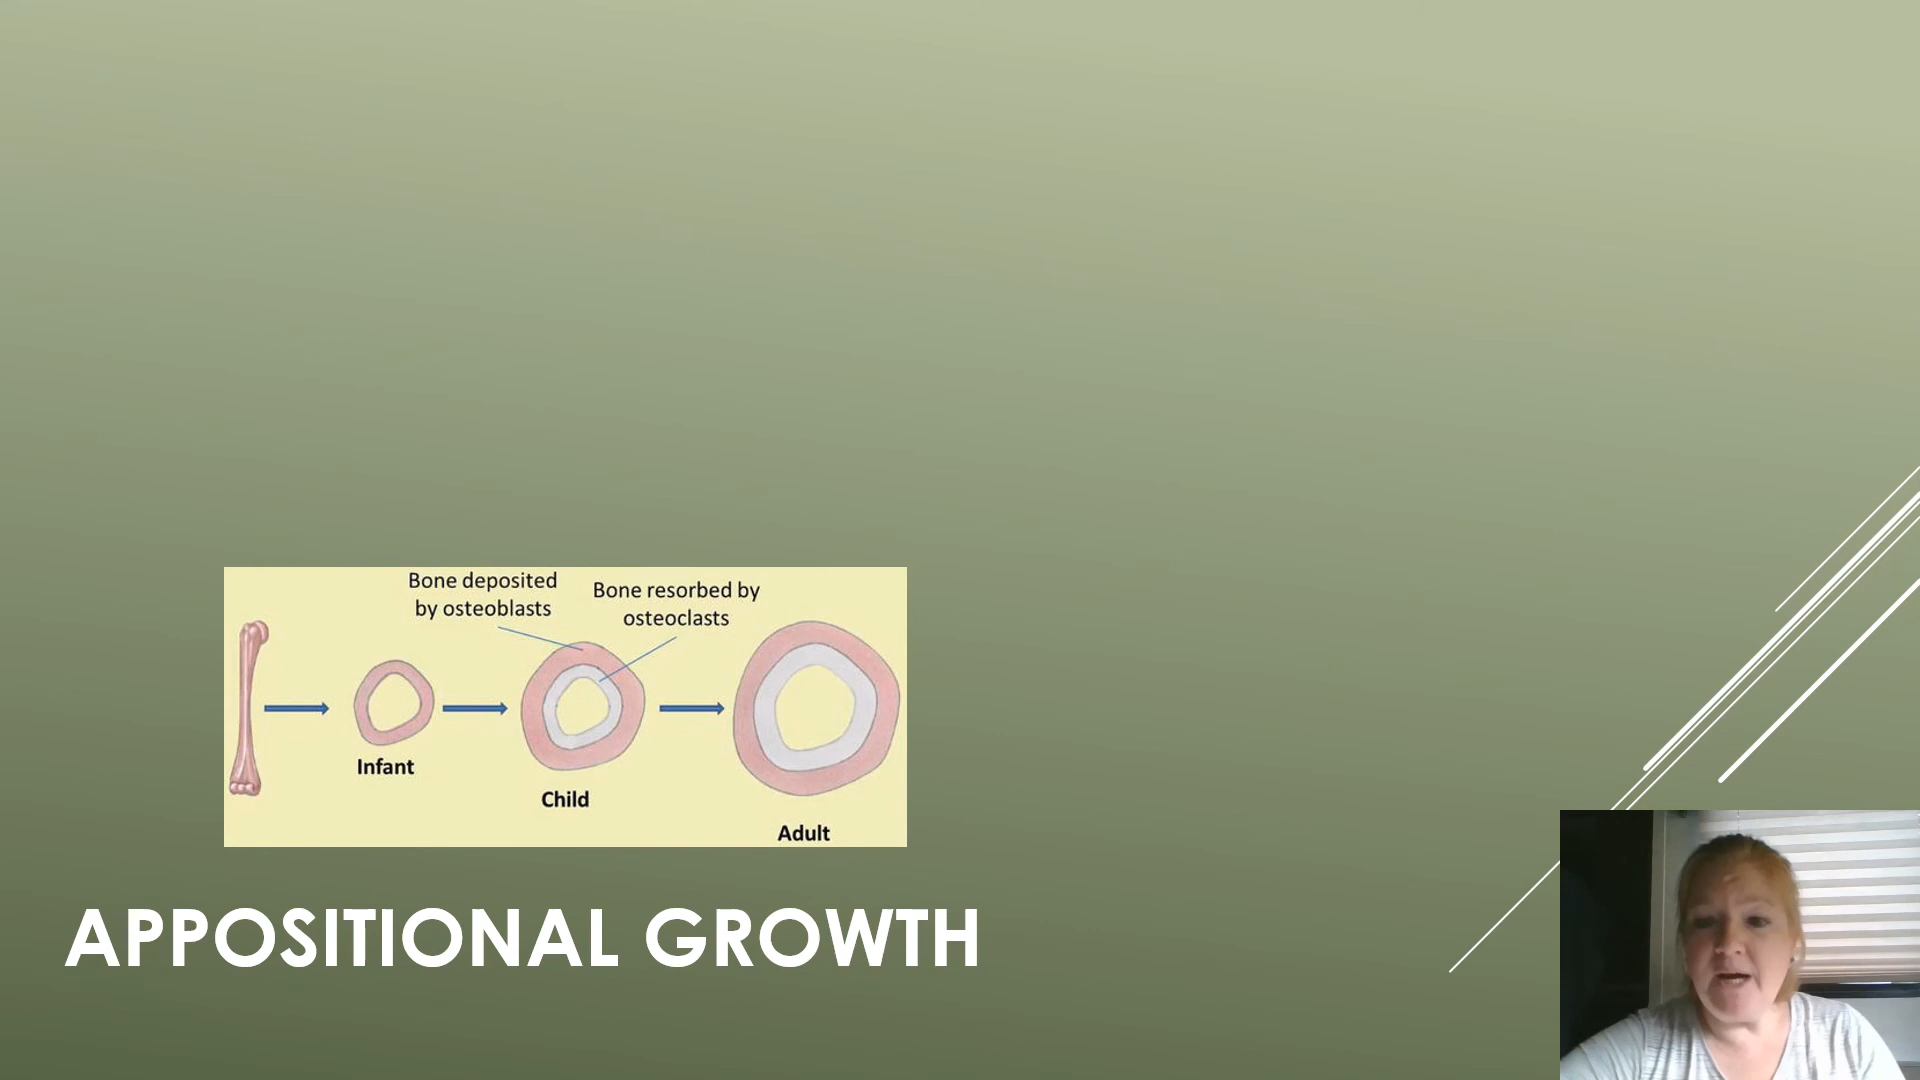 Bone deposited
by osteoblasts
Bone resorbed by
osteoclasts
Infant
Child
Adult
APPOSITIONAL GROWTH